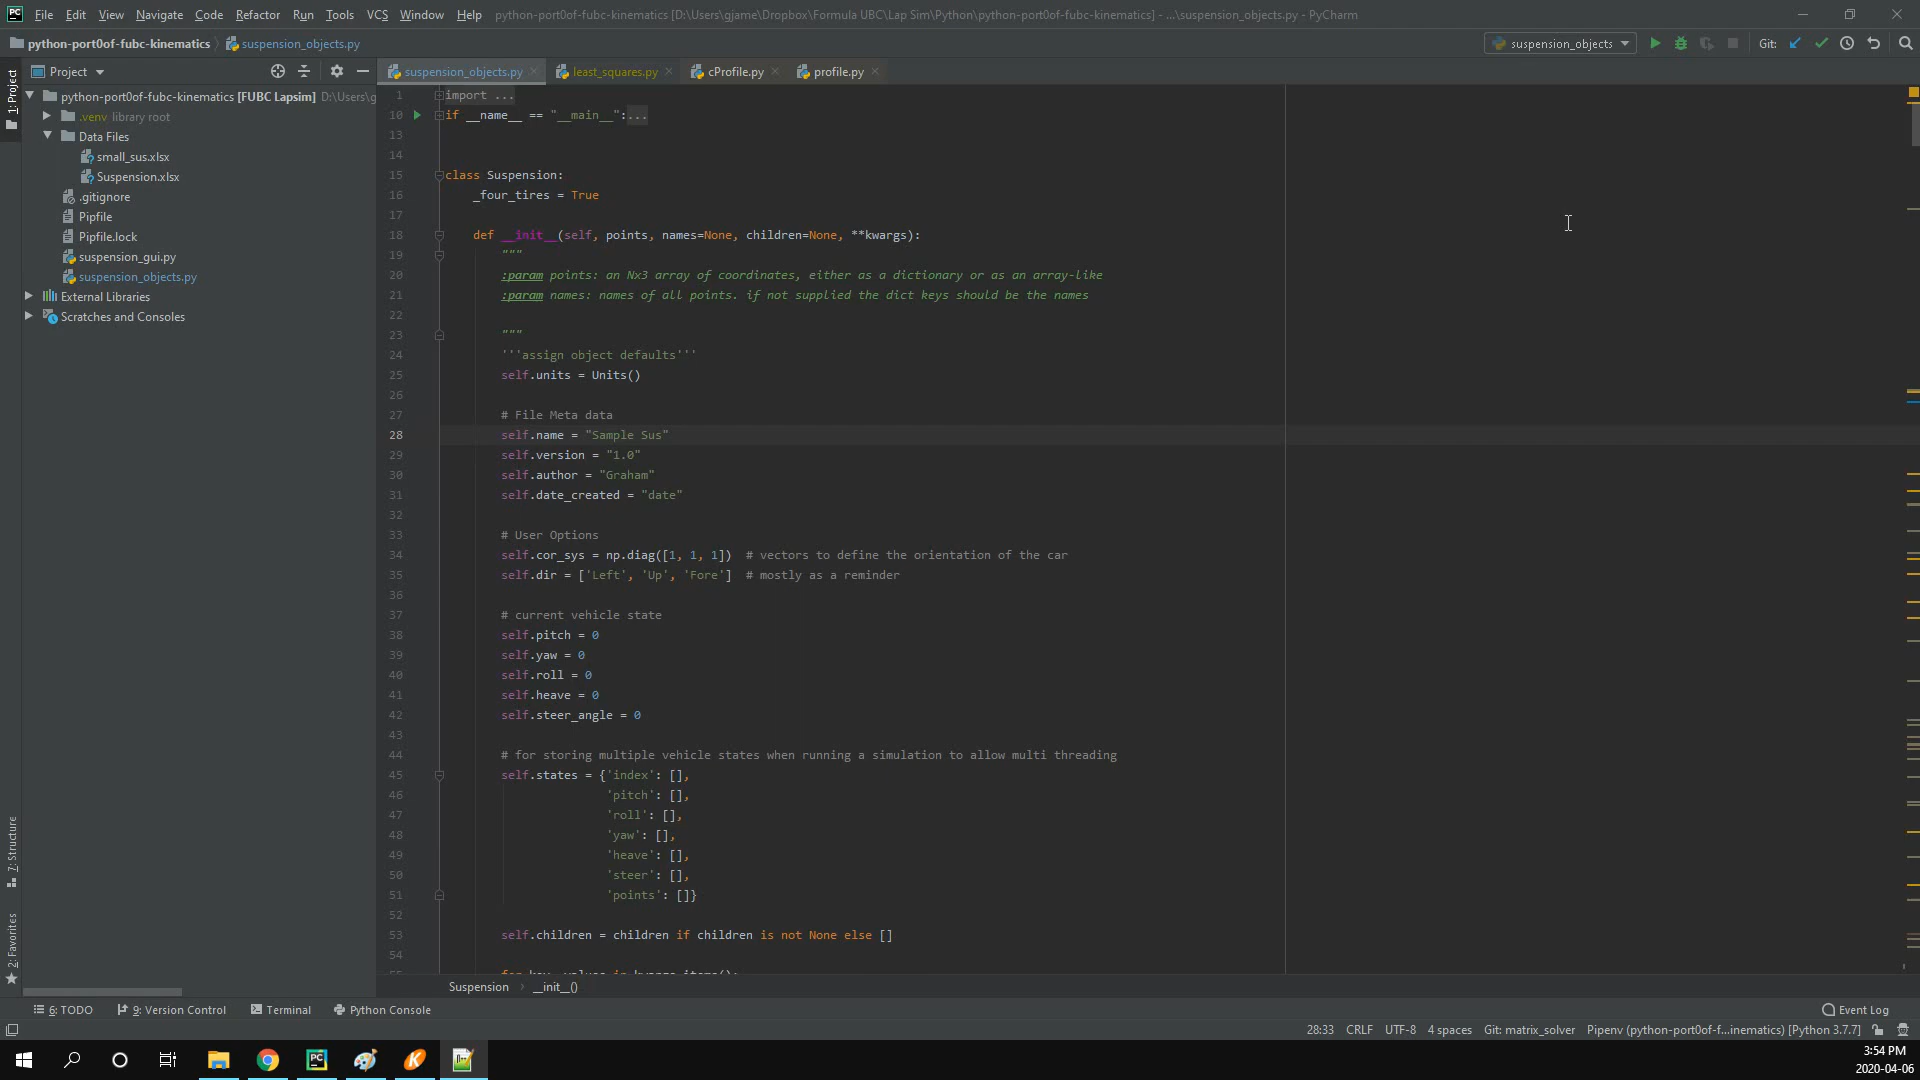 PC File Edit View Navigate Code Refactor Run Tools VCS Window Help python-port0of-fubc-kinematics [D:\Users\gjame\Dropbox\Formula UBC\Lap Sim\Python\python-port0of-fubc-kinematics] - ...\suspension_objects.py - PyCharm
python-port0of-fubc-kinematics suspension_objects.py suspension_objects Git:
Project suspension_objects.py least_squares.py cProfile.py profile.py
1: Project
python-port0of-fubc-kinematics [FUBC Lapsim] D:\Users\g
.venv library root
Data Files
small_sus.xlsx
Suspension.xlsx
.gitignore
Pipfile
Pipfile.lock
suspension_gui.py
suspension_objects.py
External Libraries
Scratches and Consoles
7: Structure
2: Favorites
1 import ...
10 if __name__ == "__main__":...
13
14
15 class Suspension:
16 _four_tires = True
17
18 def __init__(self, points, names=None, children=None, **kwargs):
19 """
20 :param points: an Nx3 array of coordinates, either as a dictionary or as an array-like
21 :param names: names of all points. if not supplied the dict keys should be the names
22
23 """
24 '''assign object defaults'''
25 self.units = Units()
26
27 # File Meta data
28 self.name = "Sample Sus"
29 self.version = "1.0"
30 self.author = "Graham"
31 self.date_created = "date"
32
33 # User Options
34 self.cor_sys = np.diag([1, 1, 1]) # vectors to define the orientation of the car
35 self.dir = ['Left', 'Up', 'Fore'] # mostly as a reminder
36
37 # current vehicle state
38 self.pitch = 0
39 self.yaw = 0
40 self.roll = 0
41 self.heave = 0
42 self.steer_angle = 0
43
44 # for storing multiple vehicle states when running a simulation to allow multi threading
45 self.states = {'index': [],
46 'pitch': [],
47 'roll': [],
48 'yaw': [],
49 'heave': [],
50 'steer': [],
51 'points': []}
52
53 self.children = children if children is not None else []
54
55 for key, values in kwargs.items():
Suspension › __init__()
6: TODO 9: Version Control Terminal Python Console Event Log
28:33 CRLF UTF-8 4 spaces Git: matrix_solver Pipenv (python-port0of-f...inematics) [Python 3.7.7]
PC K 3:54 PM
2020-04-06